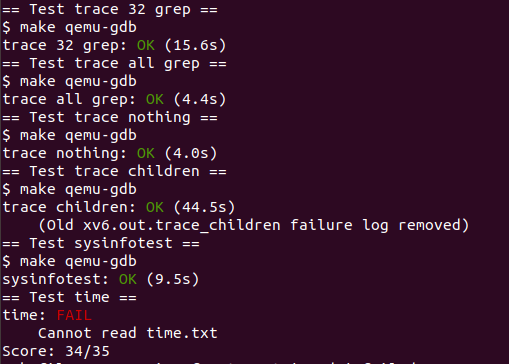 == Test trace 32 grep ==
$ make qemu-gdb
trace 32 grep: OK (15.6s)
== Test trace all grep ==
$ make qemu-gdb
trace all grep: OK (4.4s)
== Test trace nothing ==
$ make qemu-gdb
trace nothing: OK (4.0s)
== Test trace children ==
$ make qemu-gdb
trace children: OK (44.5s)
    (Old xv6.out.trace_children failure log removed)
== Test sysinfotest ==
$ make qemu-gdb
sysinfotest: OK (9.5s)
== Test time ==
time: FAIL
    Cannot read time.txt
Score: 34/35